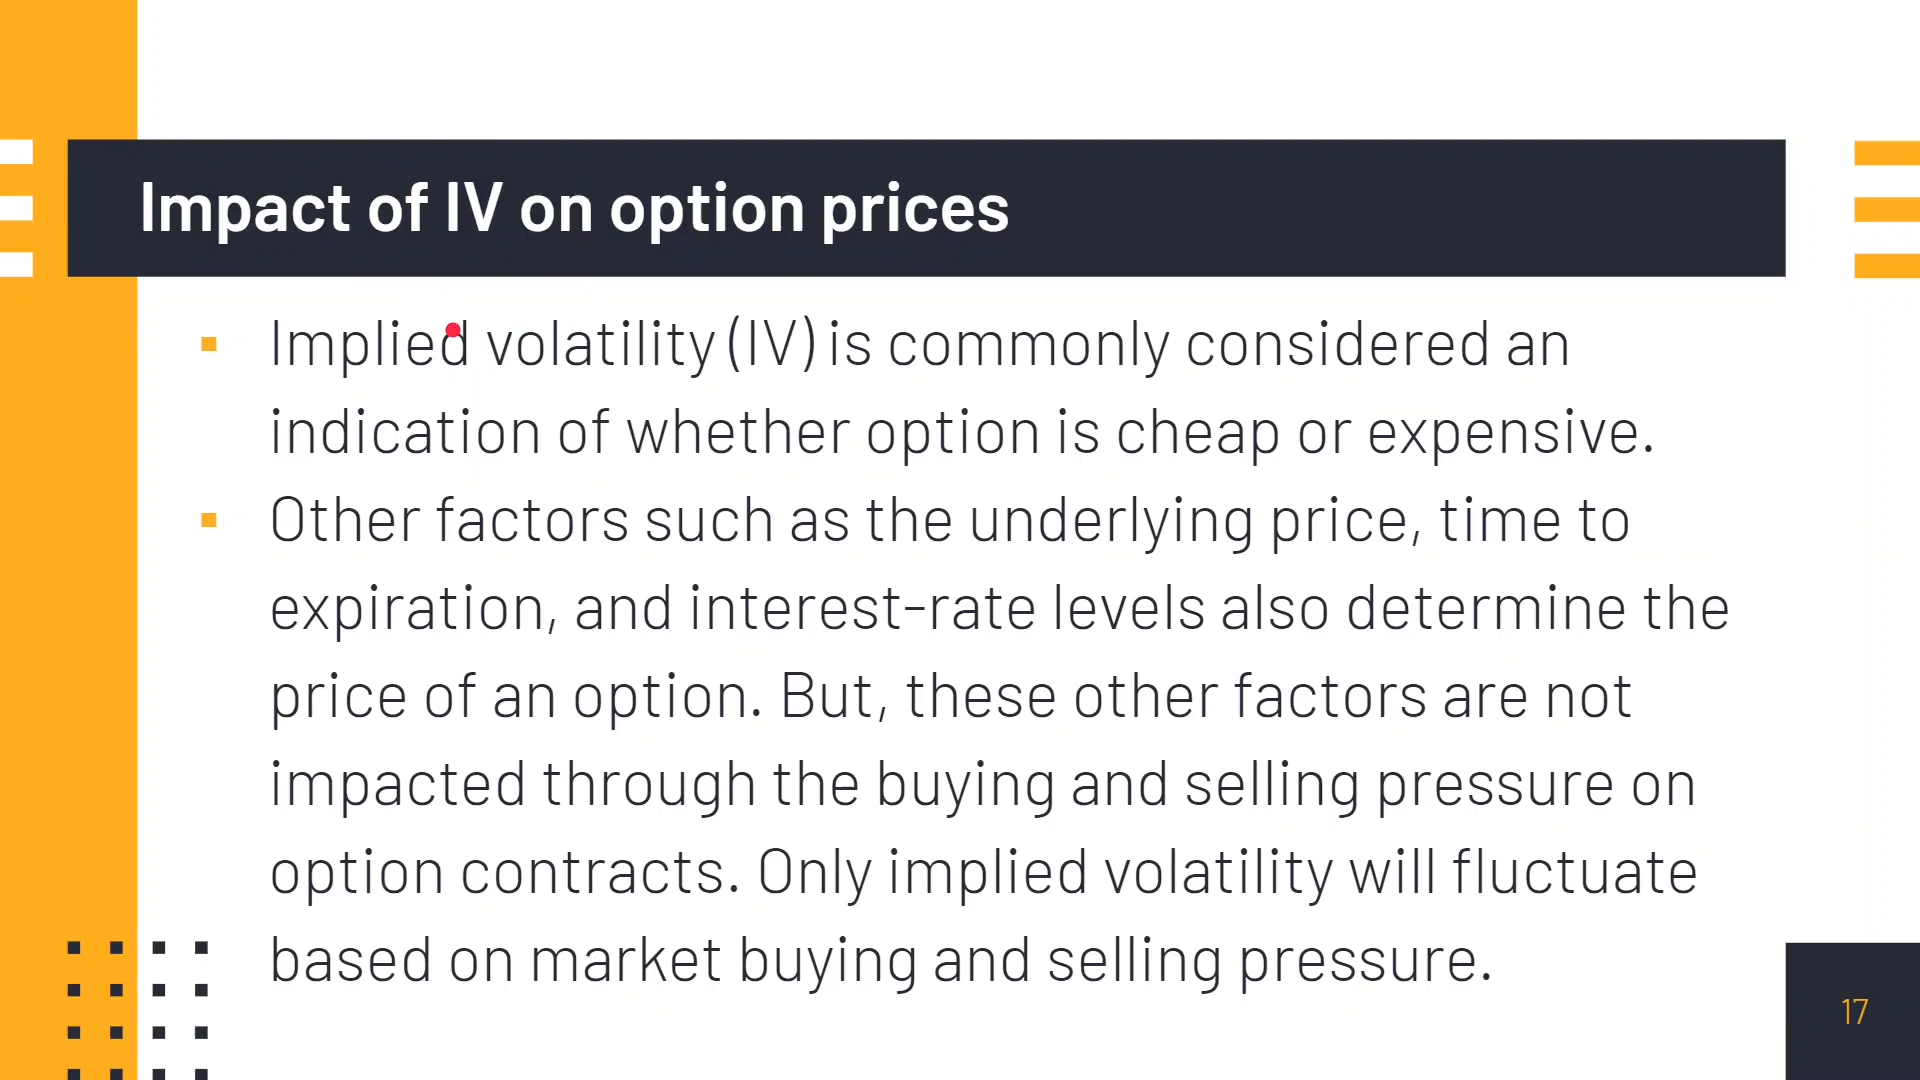 Impact of IV on option prices
▪ Implied volatility (IV) is commonly considered an
indication of whether option is cheap or expensive.
▪ Other factors such as the underlying price, time to
expiration, and interest-rate levels also determine the
price of an option. But, these other factors are not
impacted through the buying and selling pressure on
option contracts. Only implied volatility will fluctuate
based on market buying and selling pressure.
17